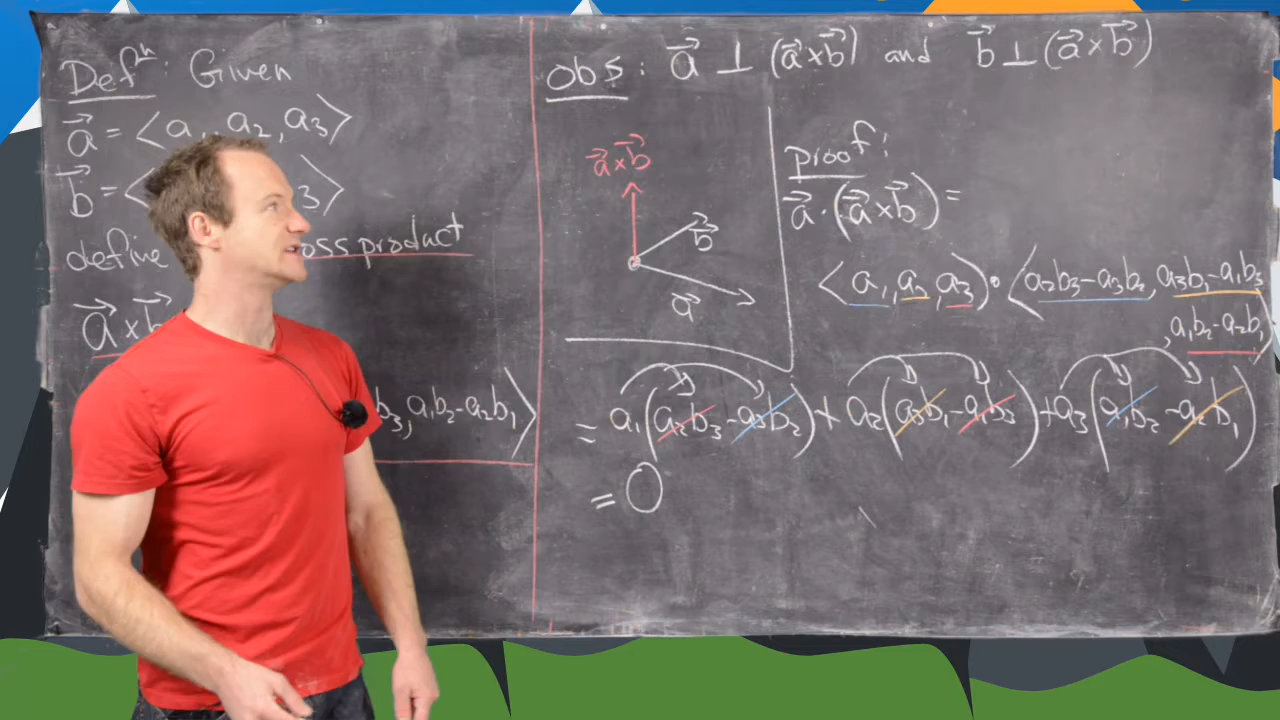 Defⁿ: Given
a⃗ = ⟨a₁, a₂, a₃⟩
b⃗ = ⟨ 3⟩
define oss product
a⃗ × b⃗
b₃, a₁b₂-a₂b₁⟩
Obs: a⃗ ⊥ (a⃗ × b⃗) and b⃗ ⊥ (a⃗ × b⃗)
a⃗ × b⃗
b⃗
a⃗
proof:
a⃗ · (a⃗ × b⃗) =
⟨a₁, a₂, a₃⟩ • ⟨a₂b₃-a₃b₂, a₃b₁-a₁b₃
, a₁b₂-a₂b₁⟩
= a₁(a₂b₃-a₃b₂) + a₂(a₃b₁-a₁b₃) + a₃(a₁b₂-a₂b₁)
= 0